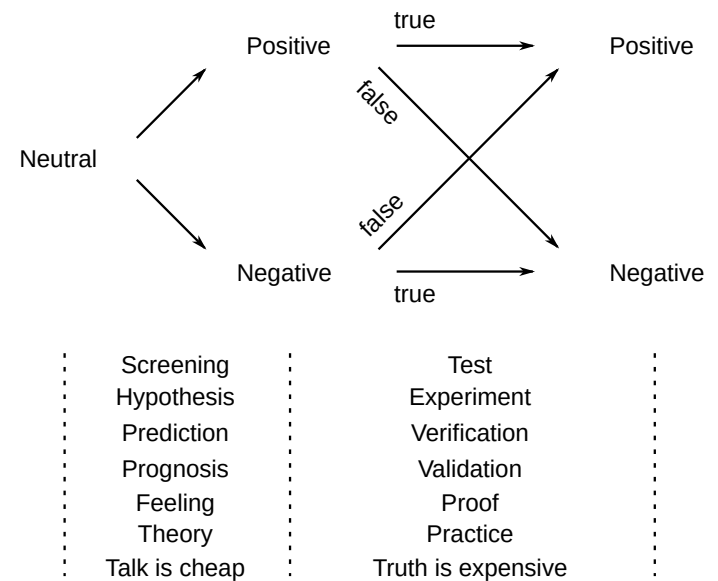 true
Positive
Positive
false
Neutral
false
Negative
Negative
true
Screening
Test
Hypothesis
Experiment
Prediction
Verification
Prognosis
Validation
Feeling
Proof
Theory
Practice
Talk is cheap
Truth is expensive